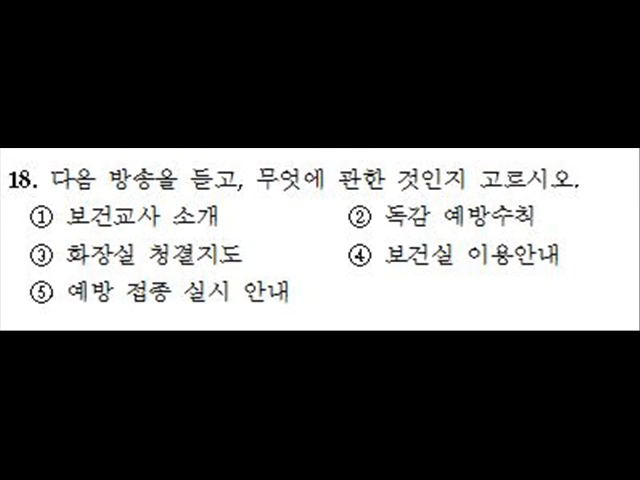 18. 다음 방송을 듣고, 무엇에 관한 것인지 고르시오.
① 보건교사 소개 ② 독감 예방수칙
③ 화장실 청결지도 ④ 보건실 이용안내
⑤ 예방 접종 실시 안내